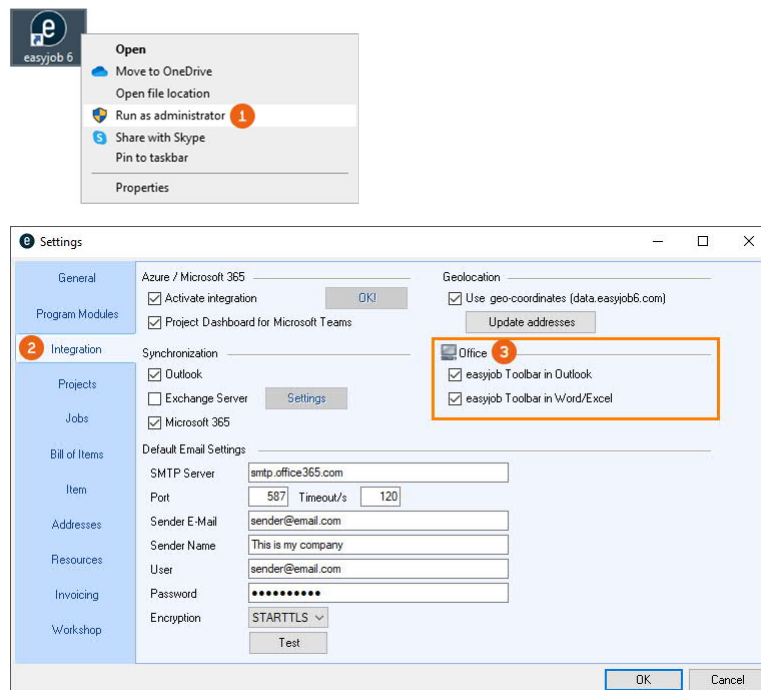 e
easyjob 6
Open
Move to OneDrive
Open file location
Run as administrator 1
S Share with Skype
Pin to taskbar
Properties
e Settings
General
Program Modules
2 Integration
Projects
Jobs
Bill of Items
Item
Addresses
Resources
Invoicing
Workshop
Azure / Microsoft 365
Activate integration OK!
Project Dashboard for Microsoft Teams
Synchronization
Outlook
Exchange Server Settings
Microsoft 365
Geolocation
Use geo-coordinates (data.easyjob6.com)
Update addresses
Office 3
easyjob Toolbar in Outlook
easyjob Toolbar in Word/Excel
Default Email Settings
SMTP Server smtp.office365.com
Port 587 Timeout/s 120
Sender E-Mail sender@email.com
Sender Name This is my company
User sender@email.com
Password ●●●●●●●●●●
Encryption STARTTLS
Test
OK Cancel